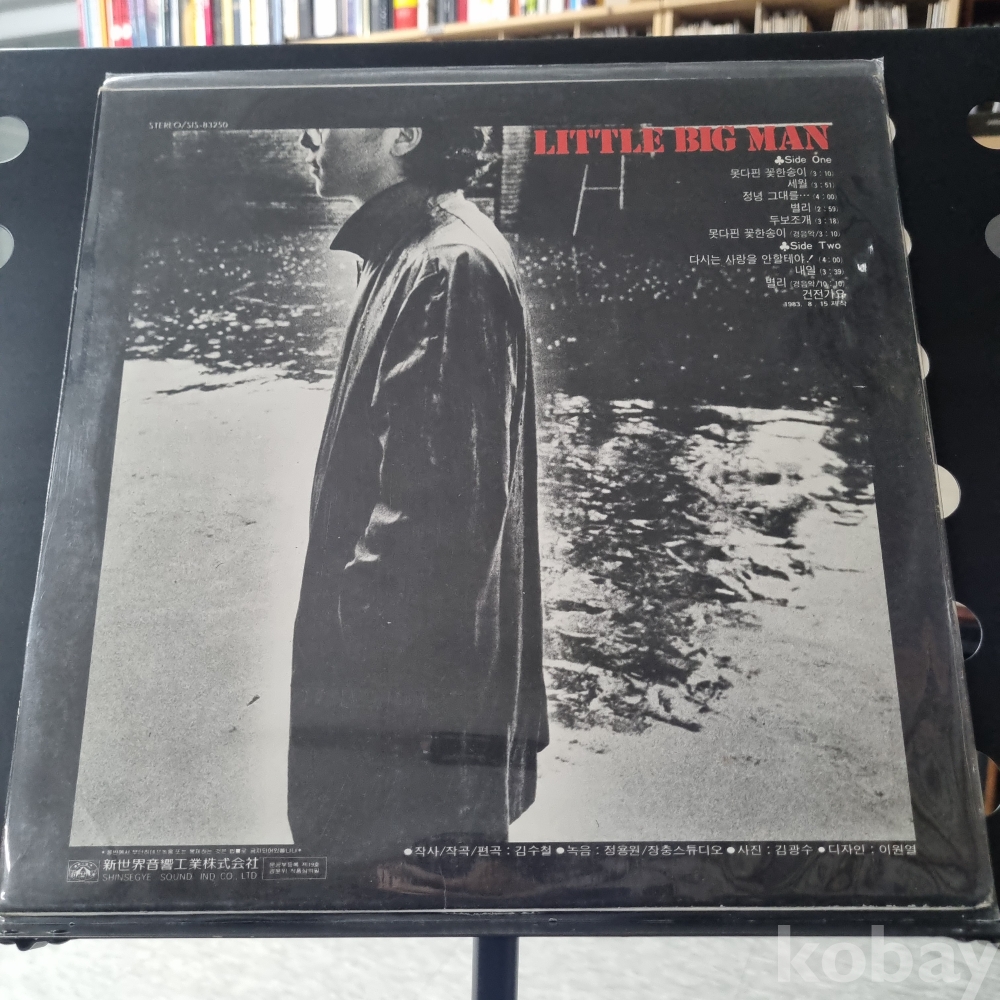 STEREO/SIS-83250
LITTLE BIG MAN
♣Side One
못다핀 꽃한송이 (3:10)
세월 (3:51)
정녕 그대를… (4:00)
별리 (2:59)
두보조개 (3:18)
못다핀 꽃한송이 (경음악/3:10)
♣Side Two
다시는 사랑을 안할테야! (4:00)
내일 (3:39)
별리 (경음악/10:10)
건전가요
1983. 8. 15 제작
●작사/작곡/편곡 : 김수철 ●녹음 : 정용원/장충스튜디오 ●사진 : 김광수 ●디자인 : 이원열
新世界音響工業株式会社
SHINSEGYE SOUND IND. CO., LTD
kobay